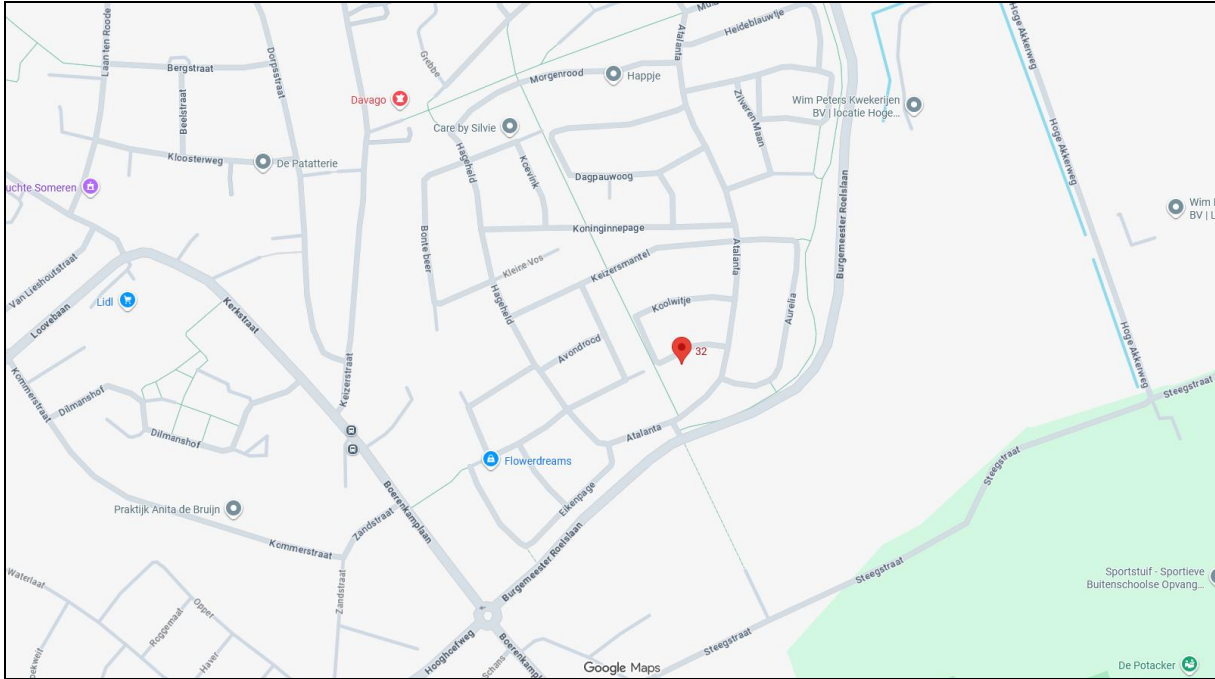 Laan ten Roode
Bergstraat
Beelstraat
Dorpsstraat
Grebbe
Davago
Morgenrood
Happje
Atalanta
Heideblauwtje
Zilveren Maan
Wim Peters Kwekerijen
BV | locatie Hoge...
Hoge Akkerweg
Hoge Akkerweg
Care by Silvie
Kloosterweg
De Patatterie
uchte Someren
Hageheld
Koevink
Dagpauwoog
Burgemeester Roelslaan
BV | L
Van Lieshoutstraat
Loovebaan
Lidl
Kerkstraat
Bonte beer
Koninginnepage
Kleine Vos
Keizersmantel
Atalanta
Hageheld
Koolwitje
Aurelia
Hoge Akkerweg
Avondrood
32
Kommerstraat
Dilmanshof
Dilmanshof
Keizerstraat
Steegstraat
Atalanta
Flowerdreams
Steegstraat
Praktijk Anita de Bruijn
Boerenkamplaan
Eikenpage
Zandstraat
Kommerstraat
Burgemeester Roelslaan
Steegstraat
Sportstuif - Sportieve
Buitenschoolse Opvang...
Waterlaat
Zandstraat
Opper
Roggemaat
Haver
Hooghoefweg
Schans
Steegstraat
Google Maps
De Potacker